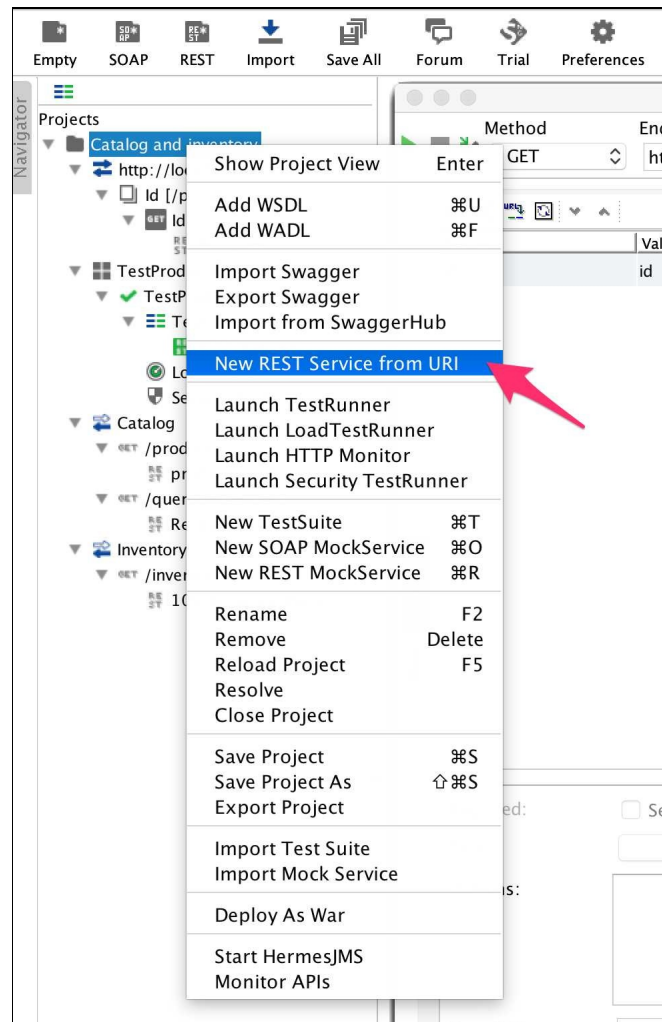 Empty SOAP REST Import Save All Forum Trial Preferences
Navigator
Projects
Catalog and inventory
Method
GET
id
TestProd
Catalog
/prod
/quer
Inventory
/inver
Show Project View Enter
Add WSDL ⌘U
Add WADL ⌘F
Import Swagger
Export Swagger
Import from SwaggerHub
New REST Service from URI
Launch TestRunner
Launch LoadTestRunner
Launch HTTP Monitor
Launch Security TestRunner
New TestSuite ⌘T
New SOAP MockService ⌘O
New REST MockService ⌘R
Rename F2
Remove Delete
Reload Project F5
Resolve
Close Project
Save Project ⌘S
Save Project As ⇧⌘S
Export Project
Import Test Suite
Import Mock Service
Deploy As War
Start HermesJMS
Monitor APIs